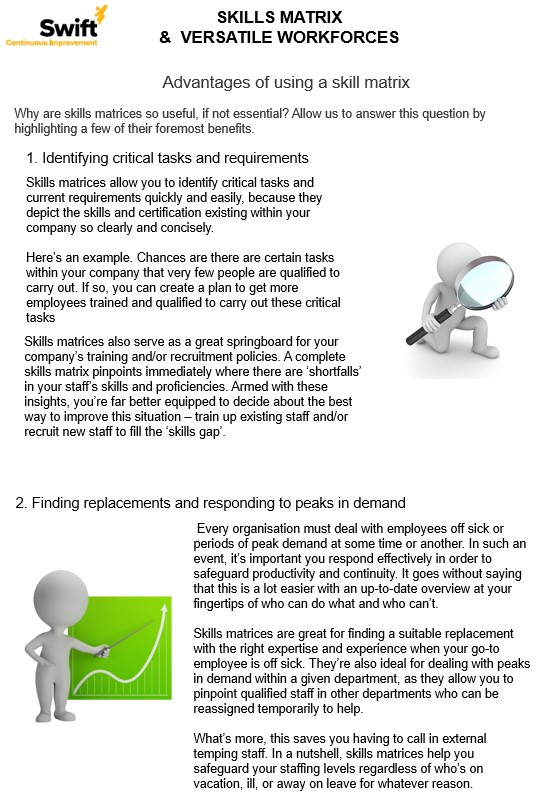 Swift
Continuous Improvement
SKILLS MATRIX
& VERSATILE WORKFORCES
Advantages of using a skill matrix
Why are skills matrices so useful, if not essential? Allow us to answer this question by
highlighting a few of their foremost benefits.
1. Identifying critical tasks and requirements
Skills matrices allow you to identify critical tasks and
current requirements quickly and easily, because they
depict the skills and certification existing within your
company so clearly and concisely.
Here’s an example. Chances are there are certain tasks
within your company that very few people are qualified to
carry out. If so, you can create a plan to get more
employees trained and qualified to carry out these critical
tasks
Skills matrices also serve as a great springboard for your
company’s training and/or recruitment policies. A complete
skills matrix pinpoints immediately where there are ‘shortfalls’
in your staff’s skills and proficiencies. Armed with these
insights, you’re far better equipped to decide about the best
way to improve this situation – train up existing staff and/or
recruit new staff to fill the ‘skills gap’.
2. Finding replacements and responding to peaks in demand
Every organisation must deal with employees off sick or
periods of peak demand at some time or another. In such an
event, it’s important you respond effectively in order to
safeguard productivity and continuity. It goes without saying
that this is a lot easier with an up-to-date overview at your
fingertips of who can do what and who can’t.
Skills matrices are great for finding a suitable replacement
with the right expertise and experience when your go-to
employee is off sick. They’re also ideal for dealing with peaks
in demand within a given department, as they allow you to
pinpoint qualified staff in other departments who can be
reassigned temporarily to help.
What’s more, this saves you having to call in external
temping staff. In a nutshell, skills matrices help you
safeguard your staffing levels regardless of who’s on
vacation, ill, or away on leave for whatever reason.